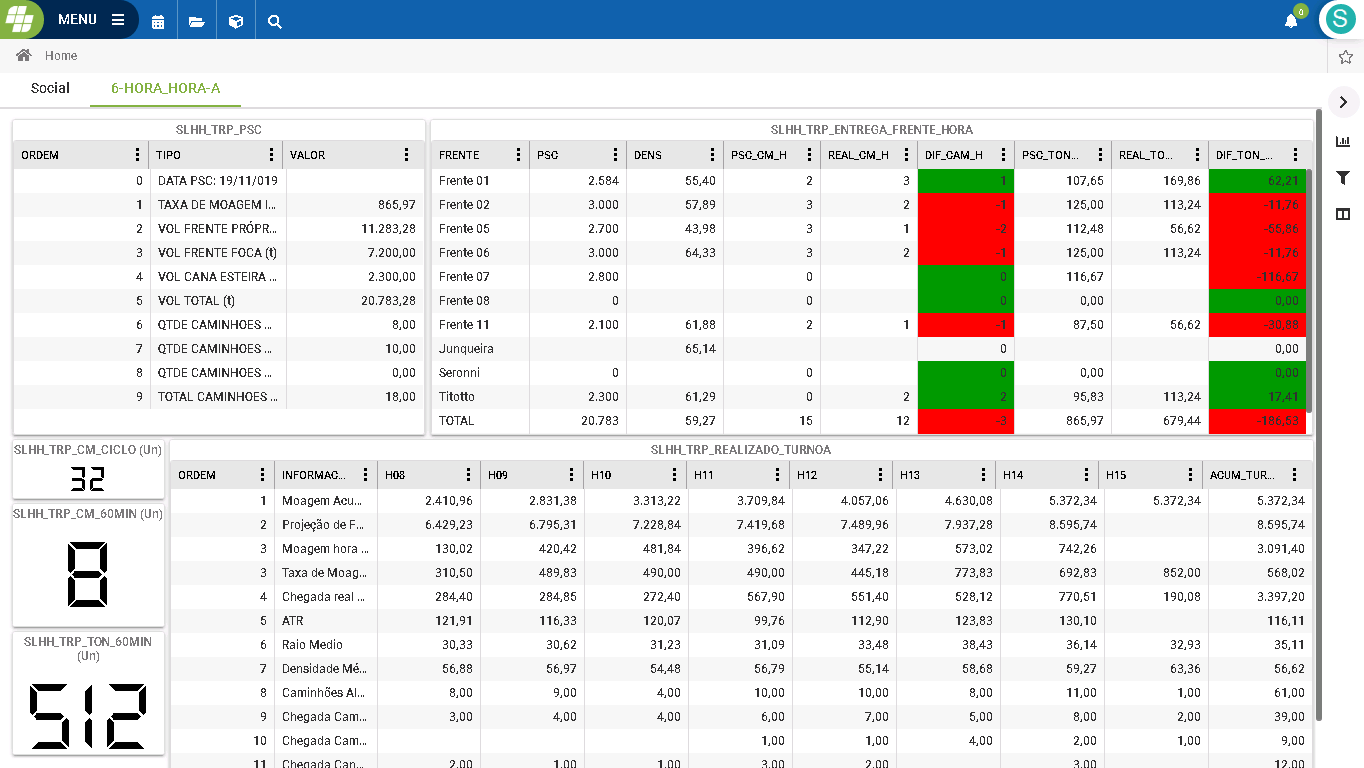 MENU
0
S
Home
Social 6-HORA_HORA-A
SLHH_TRP_PSC
ORDEM TIPO VALOR
0 DATA PSC: 19/11/019
1 TAXA DE MOAGEM I... 865,97
2 VOL FRENTE PRÓPR... 11.283,28
3 VOL FRENTE FOCA (t) 7.200,00
4 VOL CANA ESTEIRA ... 2.300,00
5 VOL TOTAL (t) 20.783,28
6 QTDE CAMINHOES ... 8,00
7 QTDE CAMINHOES ... 10,00
8 QTDE CAMINHOES ... 0,00
9 TOTAL CAMINHOES ... 18,00
SLHH_TRP_ENTREGA_FRENTE_HORA
FRENTE PSC DENS PSC_CM_H REAL_CM_H DIF_CAM_H PSC_TON... REAL_TO... DIF_TON_...
Frente 01 2.584 55,40 2 3 1 107,65 169,86 62,21
Frente 02 3.000 57,89 3 2 -1 125,00 113,24 -11,76
Frente 05 2.700 43,98 3 1 -2 112,48 56,62 -55,86
Frente 06 3.000 64,33 3 2 -1 125,00 113,24 -11,76
Frente 07 2.800 0 0 116,67 -116,67
Frente 08 0 0 0 0,00 0,00
Frente 11 2.100 61,88 2 1 -1 87,50 56,62 -30,88
Junqueira 65,14 0 0,00
Seronni 0 0 0 0,00 0,00
Titotto 2.300 61,29 0 2 2 95,83 113,24 17,41
TOTAL 20.783 59,27 15 12 -3 865,97 679,44 -186,53
SLHH_TRP_CM_CICLO (Un)
32
SLHH_TRP_CM_60MIN (Un)
8
SLHH_TRP_TON_60MIN
(Un)
512
SLHH_TRP_REALIZADO_TURNOA
ORDEM INFORMAC... H08 H09 H10 H11 H12 H13 H14 H15 ACUM_TUR...
1 Moagem Acu... 2.410,96 2.831,38 3.313,22 3.709,84 4.057,06 4.630,08 5.372,34 5.372,34 5.372,34
2 Projeção de F... 6.429,23 6.795,31 7.228,84 7.419,68 7.489,96 7.937,28 8.595,74 8.595,74
3 Moagem hora ... 130,02 420,42 481,84 396,62 347,22 573,02 742,26 3.091,40
3 Taxa de Moag... 310,50 489,83 490,00 490,00 445,18 773,83 692,83 852,00 568,02
4 Chegada real ... 284,40 284,85 272,40 567,90 551,40 528,12 770,51 190,08 3.397,20
5 ATR 121,91 116,33 120,07 99,76 112,90 123,83 130,10 116,11
6 Raio Medio 30,33 30,62 31,23 31,09 33,48 38,43 36,14 32,93 35,11
7 Densidade Mé... 56,88 56,97 54,48 56,79 55,14 58,68 59,27 63,36 56,62
8 Caminhões Al... 8,00 9,00 4,00 10,00 10,00 8,00 11,00 1,00 61,00
9 Chegada Cam... 3,00 4,00 4,00 6,00 7,00 5,00 8,00 2,00 39,00
10 Chegada Cam... 1,00 1,00 4,00 2,00 1,00 9,00
11 Chegada Can... 2,00 1,00 1,00 3,00 2,00 3,00 12,00